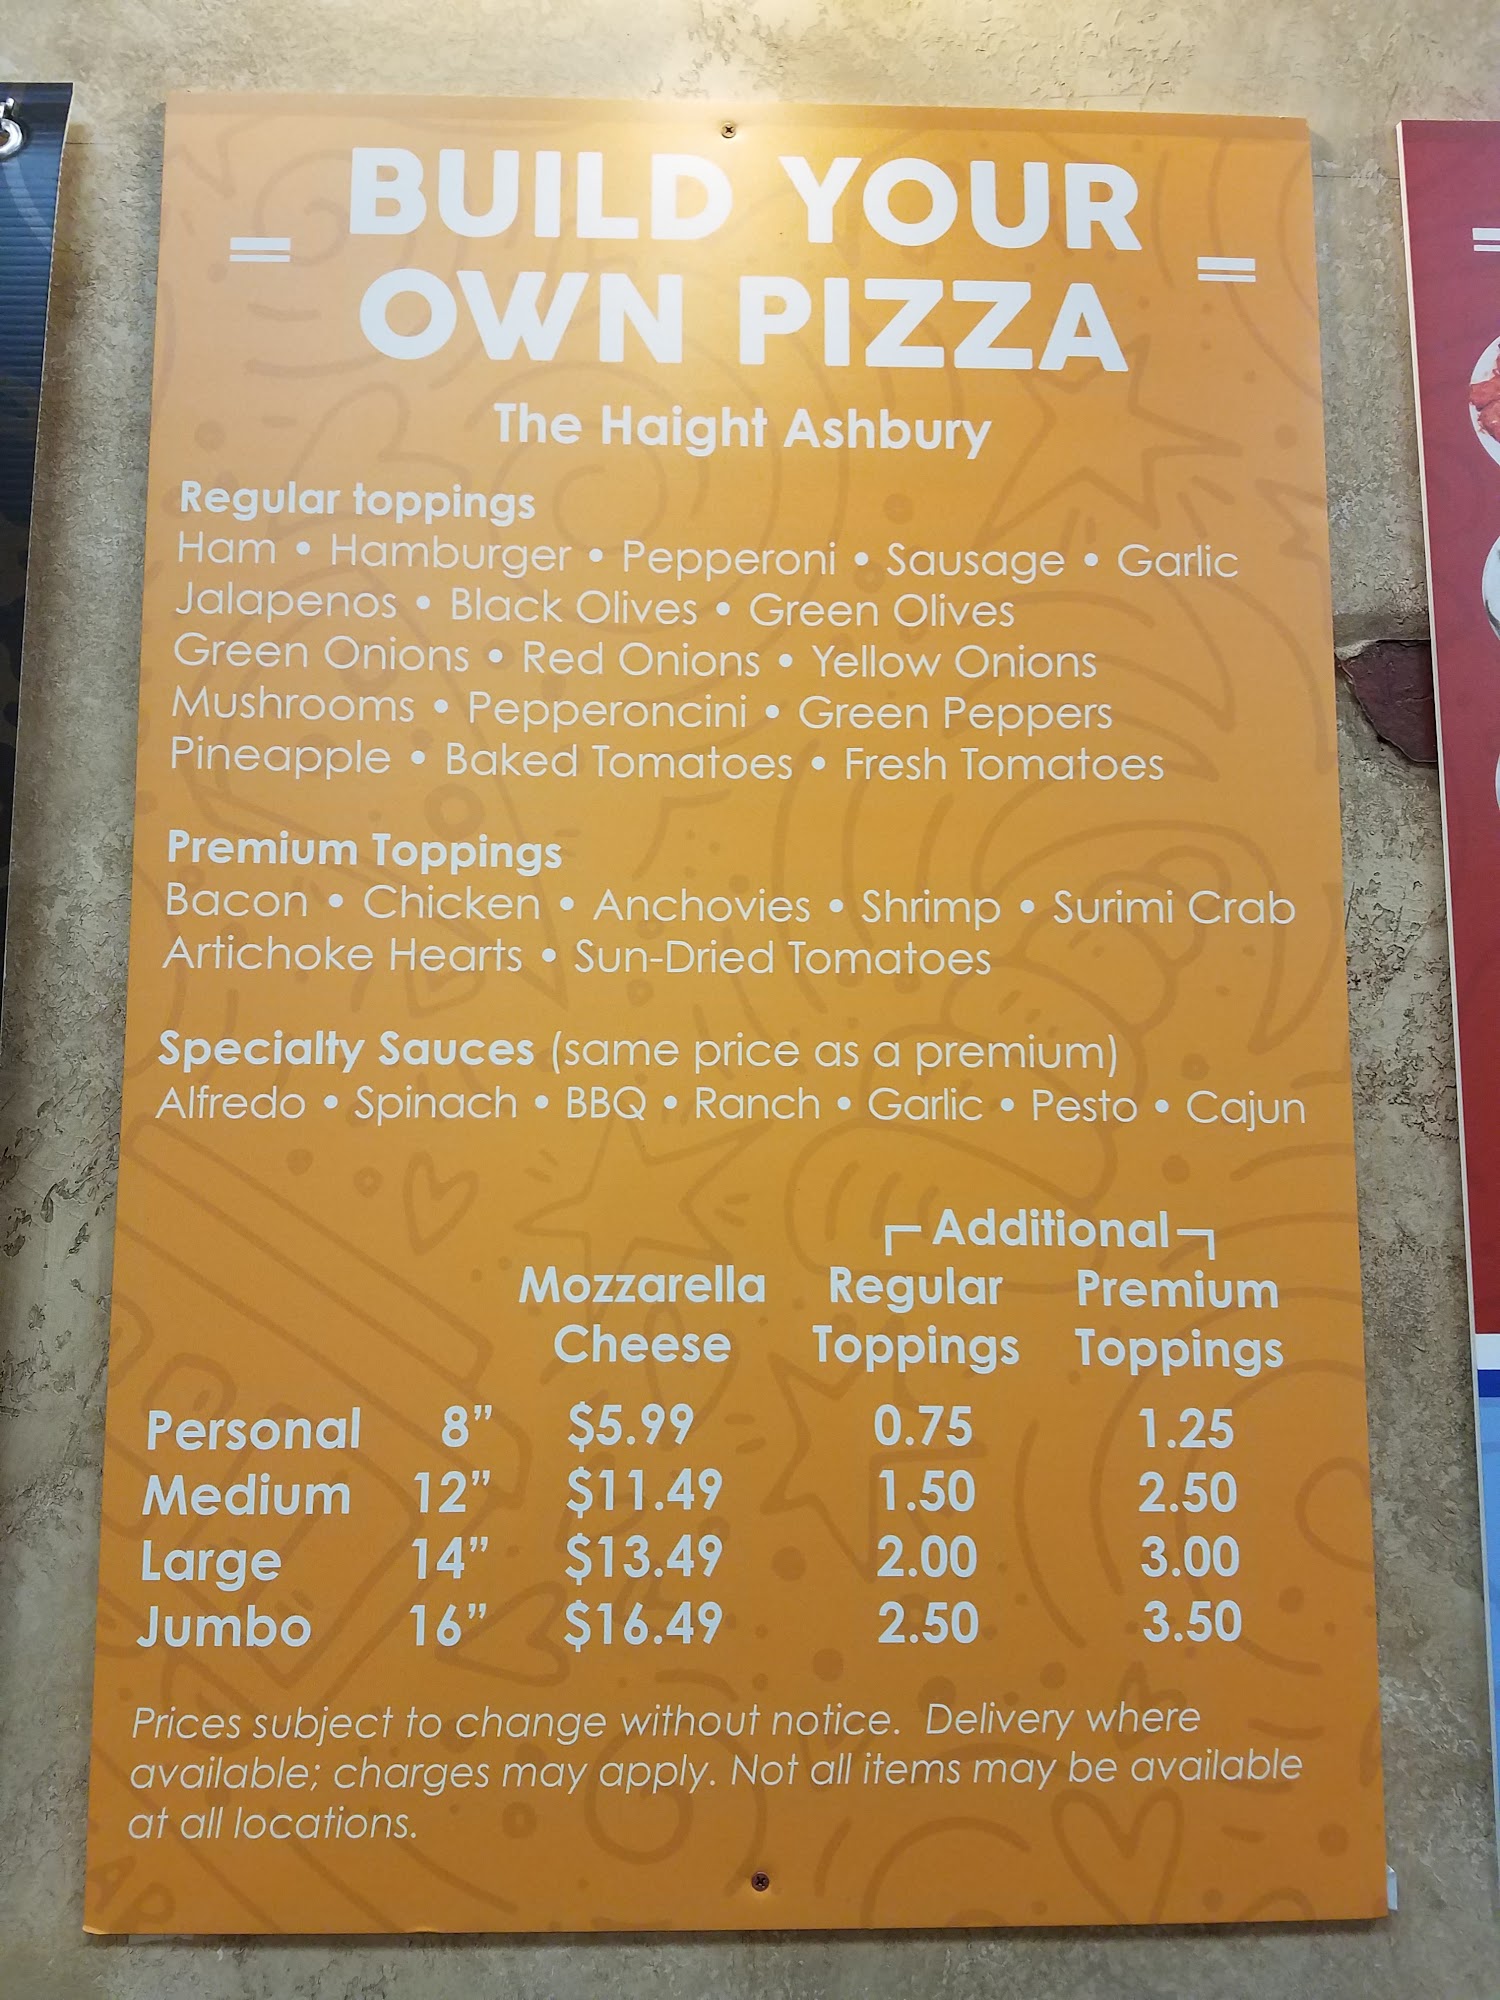 BUILD YOUR
OWN PIZZA
The Haight Ashbury
Regular toppings
Ham • Hamburger • Pepperoni • Sausage • Garlic
Jalapenos • Black Olives • Green Olives
Green Onions • Red Onions • Yellow Onions
Mushrooms • Pepperoncini • Green Peppers
Pineapple • Baked Tomatoes • Fresh Tomatoes
Premium Toppings
Bacon • Chicken • Anchovies • Shrimp • Surimi Crab
Artichoke Hearts • Sun-Dried Tomatoes
Specialty Sauces (same price as a premium)
Alfredo • Spinach • BBQ • Ranch • Garlic • Pesto • Cajun
Additional
Mozzarella Regular Premium
Cheese Toppings Toppings
Personal 8” $5.99 0.75 1.25
Medium 12” $11.49 1.50 2.50
Large 14” $13.49 2.00 3.00
Jumbo 16” $16.49 2.50 3.50
Prices subject to change without notice. Delivery where
available; charges may apply. Not all items may be available
at all locations.